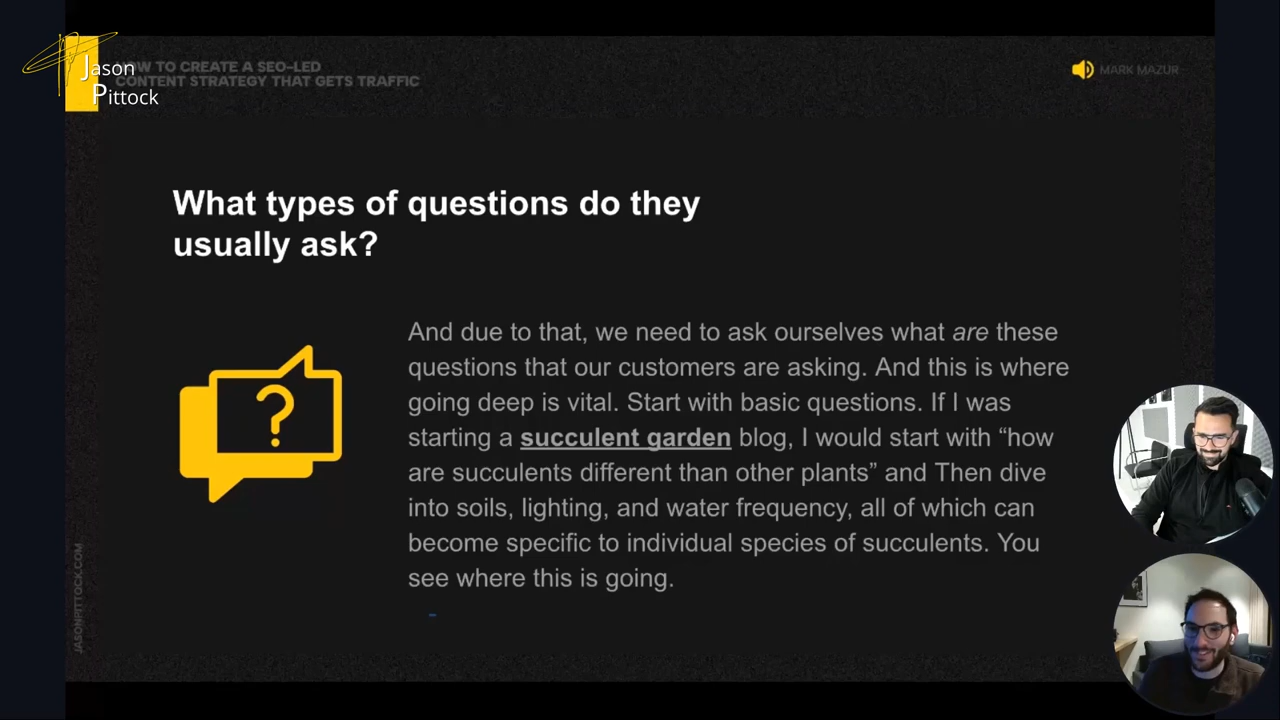 Jason
Pittock
HOW TO CREATE A SEO-LED
CONTENT STRATEGY THAT GETS TRAFFIC
MARK MAZUR
What types of questions do they
usually ask?
?
And due to that, we need to ask ourselves what are these
questions that our customers are asking. And this is where
going deep is vital. Start with basic questions. If I was
starting a succulent garden blog, I would start with “how
are succulents different than other plants” and Then dive
into soils, lighting, and water frequency, all of which can
become specific to individual species of succulents. You
see where this is going.
JASONPITTOCK.COM